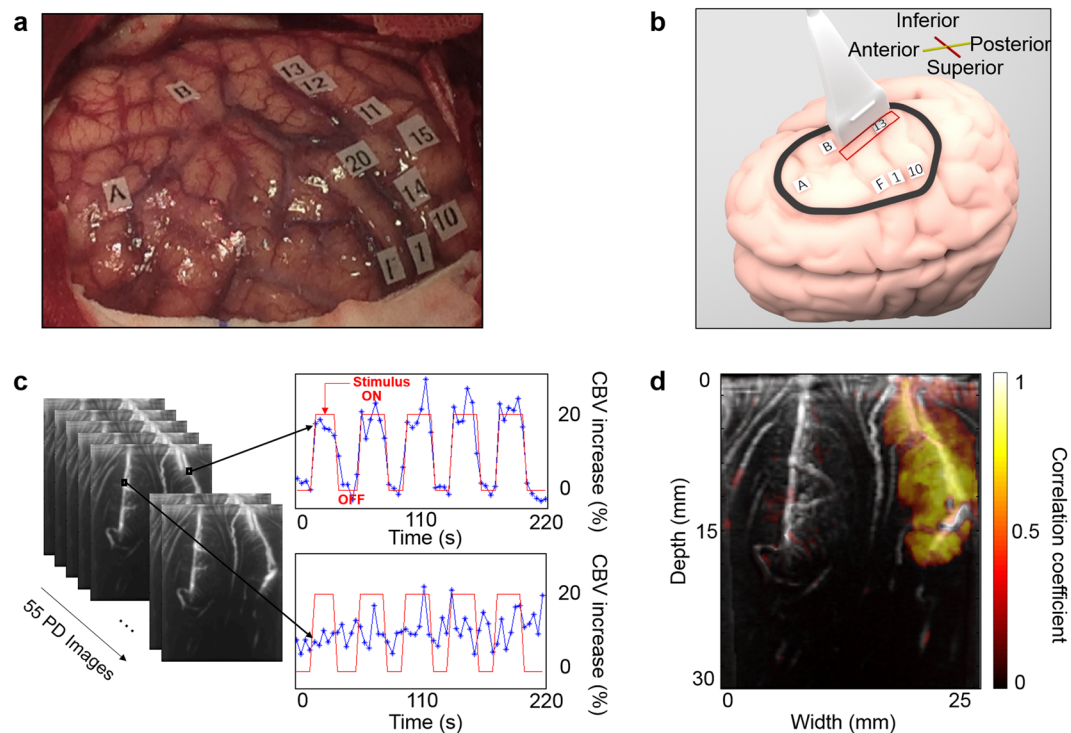 a
B
13
12
11
15
20
A
14
10
1
b
Inferior
Anterior
Posterior
Superior
13
B
A
F
1
10
c
Stimulus
ON
OFF
20
0
CBV increase (%)
0
110
220
Time (s)
20
0
CBV increase (%)
0
110
220
Time (s)
...
55 PD Images
d
0
15
30
Depth (mm)
0
25
Width (mm)
1
0.5
0
Correlation coefficient